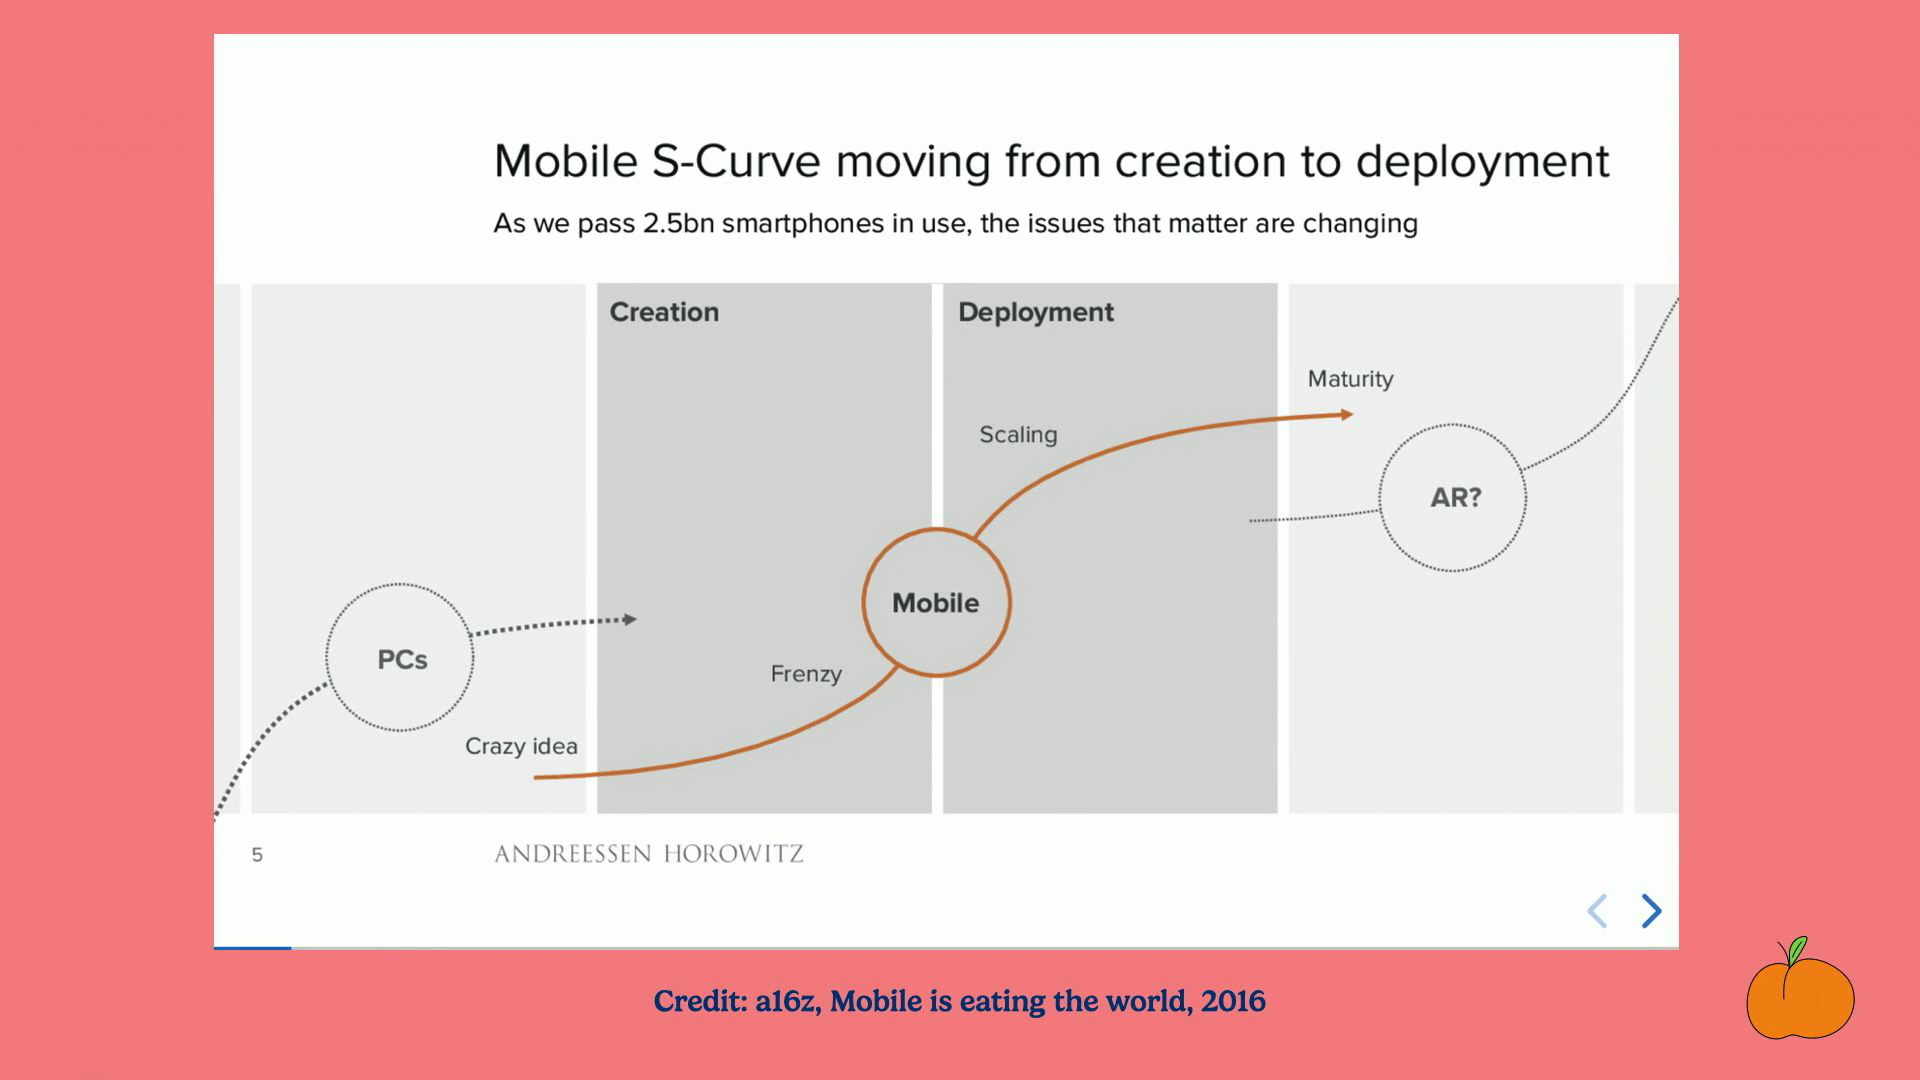 Mobile S-Curve moving from creation to deployment
As we pass 2.5bn smartphones in use, the issues that matter are changing
Creation
Deployment
Maturity
Scaling
AR?
Mobile
PCs
Frenzy
Crazy idea
5
ANDREESSEN HOROWITZ
Credit: a16z, Mobile is eating the world, 2016